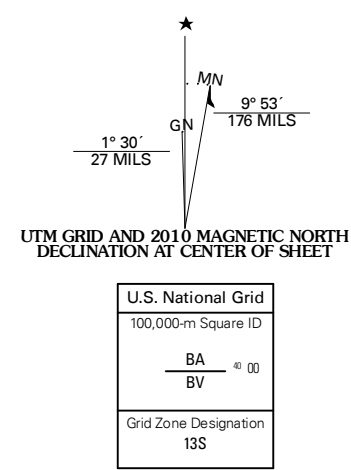 ★
MN
9° 53´
176 MILS
GN
1° 30´
27 MILS
UTM GRID AND 2010 MAGNETIC NORTH
DECLINATION AT CENTER OF SHEET
U.S. National Grid
100,000-m Square ID
BA
40 00
BV
Grid Zone Designation
13S